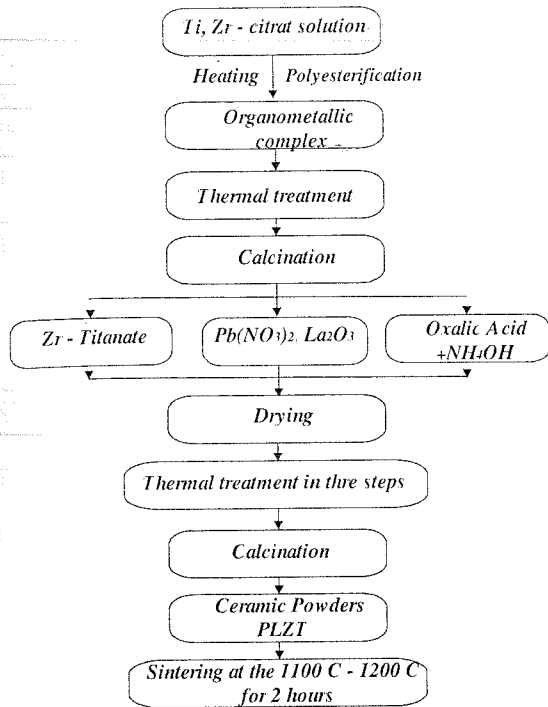 Ti, Zr - citrat solution
Heating Polyesterification
Organometallic
complex
Thermal treatment
Calcination
Zr - Titanate
Pb(NO3)2, La2O3
Oxalic Acid
+NH4OH
Drying
Thermal treatment in thre steps
Calcination
Ceramic Powders
PLZT
Sintering at the 1100 C - 1200 C
for 2 hours